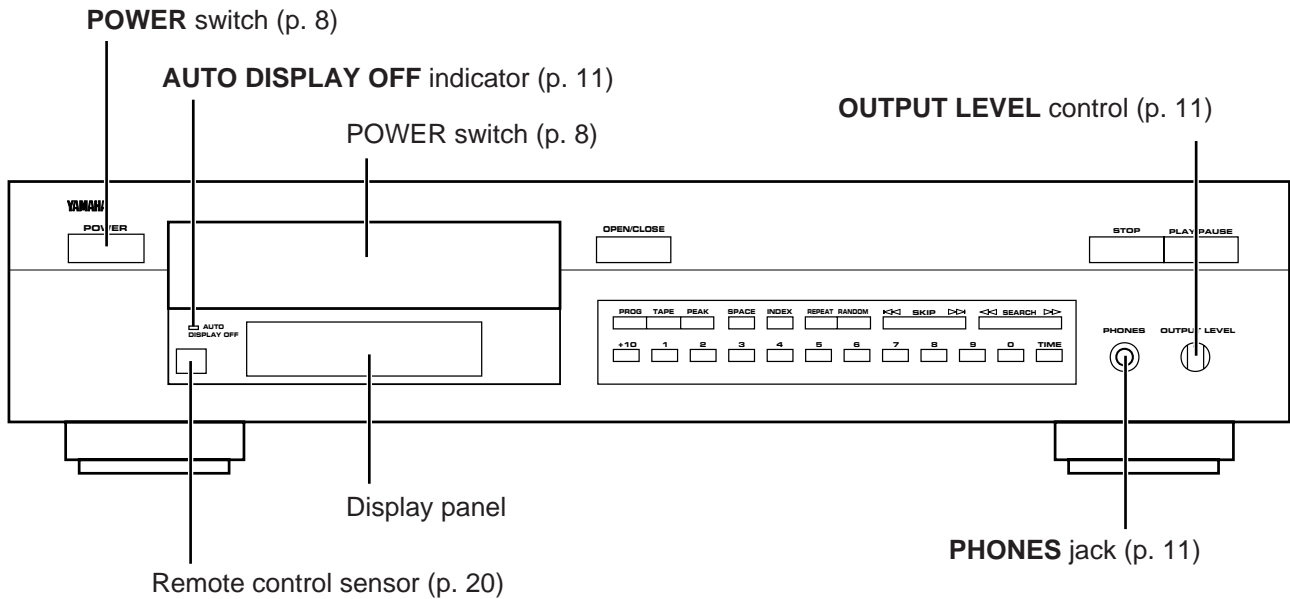 POWER switch (p. 8)
AUTO DISPLAY OFF indicator (p. 11)
POWER switch (p. 8)
OUTPUT LEVEL control (p. 11)
YAMAHA
POWER
OPEN/CLOSE
STOP PLAY/PAUSE
AUTO
DISPLAY OFF
PROG TAPE PEAK SPACE INDEX REPEAT RANDOM SKIP SEARCH
+10 1 2 3 4 5 6 7 8 9 0 TIME
PHONES OUTPUT LEVEL
Display panel
PHONES jack (p. 11)
Remote control sensor (p. 20)